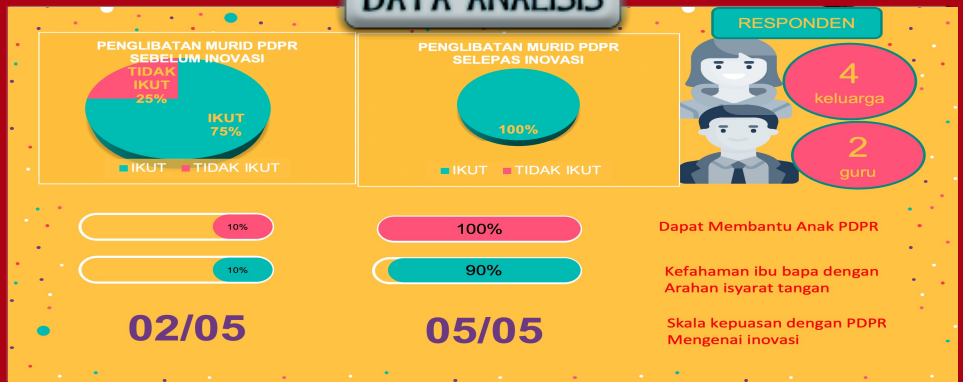 DATA ANALISIS
PENGLIBATAN MURID PDPR
SEBELUM INOVASI
TIDAK
IKUT
25%
IKUT
75%
IKUT TIDAK IKUT
PENGLIBATAN MURID PDPR
SELEPAS INOVASI
100%
IKUT TIDAK IKUT
RESPONDEN
4
keluarga
2
guru
10%
100%
Dapat Membantu Anak PDPR
10%
90%
Kefahaman ibu bapa dengan
Arahan isyarat tangan
02/05
05/05
Skala kepuasan dengan PDPR
Mengenai inovasi